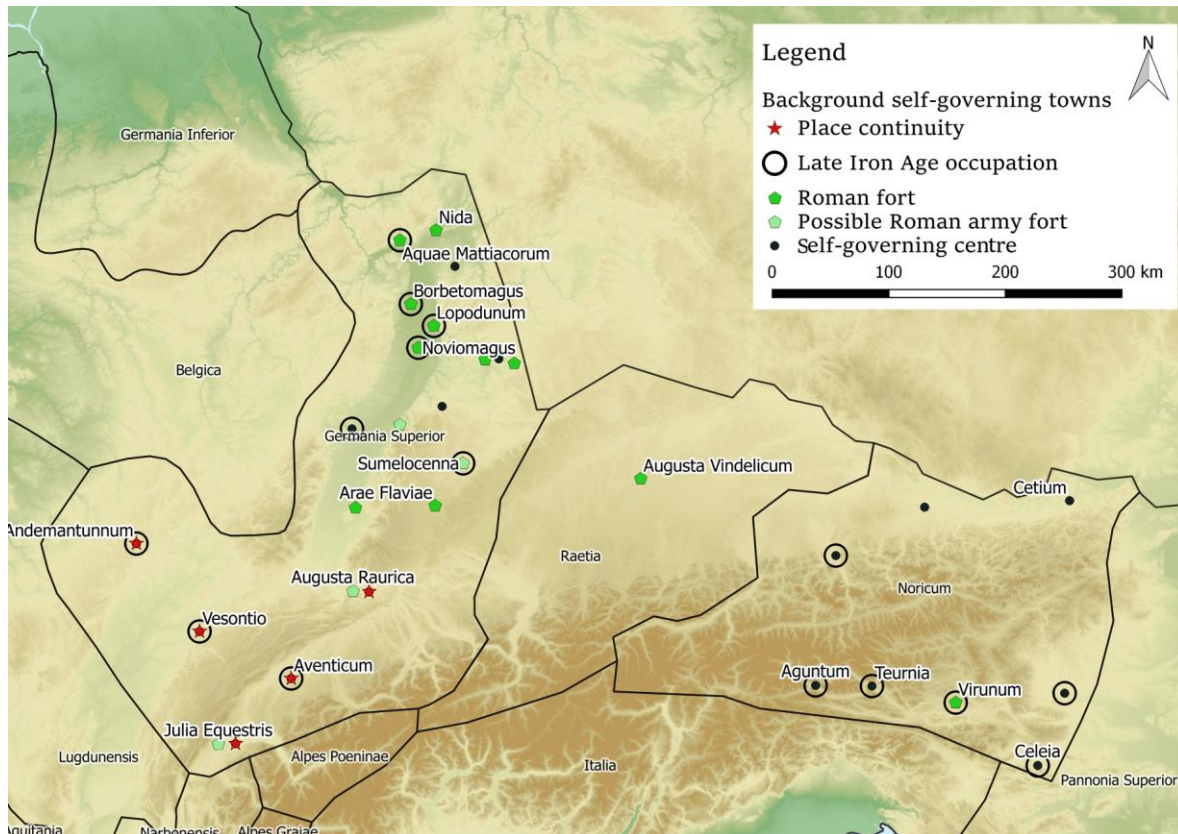 Legend
N
Background self-governing towns
Place continuity
Late Iron Age occupation
Roman fort
Possible Roman army fort
Self-governing centre
0 100 200 300 km
Germania Inferior
Nida
Aquae Mattiacorum
Borbetomagus
Lopodunum
Noviomagus
Belgica
Germania Superior
Sumelocenna
Augusta Vindelicum
Arae Flaviae
Cetium
Andemantunnum
Raetia
Augusta Raurica
Noricum
Vesontio
Aventicum
Aguntum
Teurnia
Virunum
Julia Equestris
Alpes Poeninae
Lugdunensis
Italia
Celeia
Pannonia Superior
Aquitania
Narbonensis
Alpes Graiae